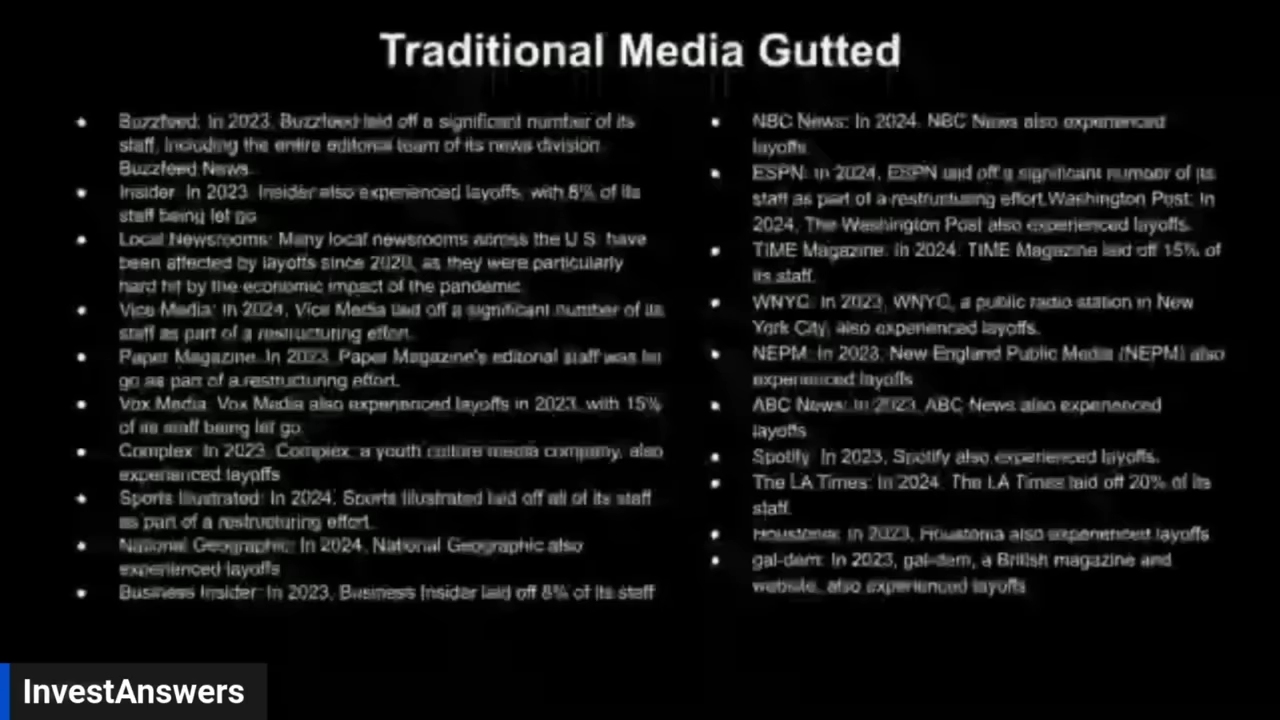 Traditional Media Gutted
Buzzfeed: In 2023, Buzzfeed laid off a significant number of its
staff, including the entire editorial team of its news division
Buzzfeed News.
Insider: In 2023, Insider also experienced layoffs, with 8% of its
staff being let go
Local Newsrooms: Many local newsrooms across the U.S. have
been affected by layoffs since 2020, as they were particularly
hard hit by the economic impact of the pandemic
Vice Media: In 2024, Vice Media laid off a significant number of its
staff as part of a restructuring effort.
Paper Magazine: In 2023, Paper Magazine's editorial staff was let
go as part of a restructuring effort.
Vox Media: Vox Media also experienced layoffs in 2023, with 15%
of its staff being let go
Complex: In 2023, Complex, a youth culture media company, also
experienced layoffs
Sports Illustrated: In 2024, Sports Illustrated laid off all of its staff
as part of a restructuring effort.
National Geographic: In 2024, National Geographic also
experienced layoffs
Business Insider: In 2023, Business Insider laid off 8% of its staff
NBC News: In 2024, NBC News also experienced
layoffs.
ESPN: In 2024, ESPN laid off a significant number of its
staff as part of a restructuring effort.Washington Post: In
2024, The Washington Post also experienced layoffs.
TIME Magazine: In 2024, TIME Magazine laid off 15% of
its staff.
WNYC: In 2023, WNYC, a public radio station in New
York City, also experienced layoffs.
NEPM: In 2023, New England Public Media (NEPM) also
experienced layoffs
ABC News: In 2023, ABC News also experienced
layoffs
Spotify: In 2023, Spotify also experienced layoffs.
The LA Times: In 2024, The LA Times laid off 20% of its
staff.
Houstonia: In 2023, Houstonia also experienced layoffs
gal-dem: In 2023, gal-dem, a British magazine and
website, also experienced layoffs
InvestAnswers